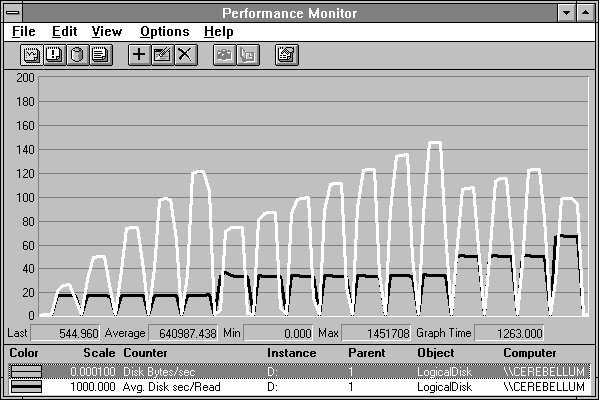 Performance Monitor
File Edit View Options Help
200
180
160
140
120
100
80
60
40
20
0
Last 544.960 Average 640987.438 Min 0.000 Max 1451708 Graph Time 1263.000
Color Scale Counter Instance Parent Object Computer
0.000100 Disk Bytes/sec D: 1 LogicalDisk \\CEREBELLUM
1000.000 Avg. Disk sec/Read D: 1 LogicalDisk \\CEREBELLUM